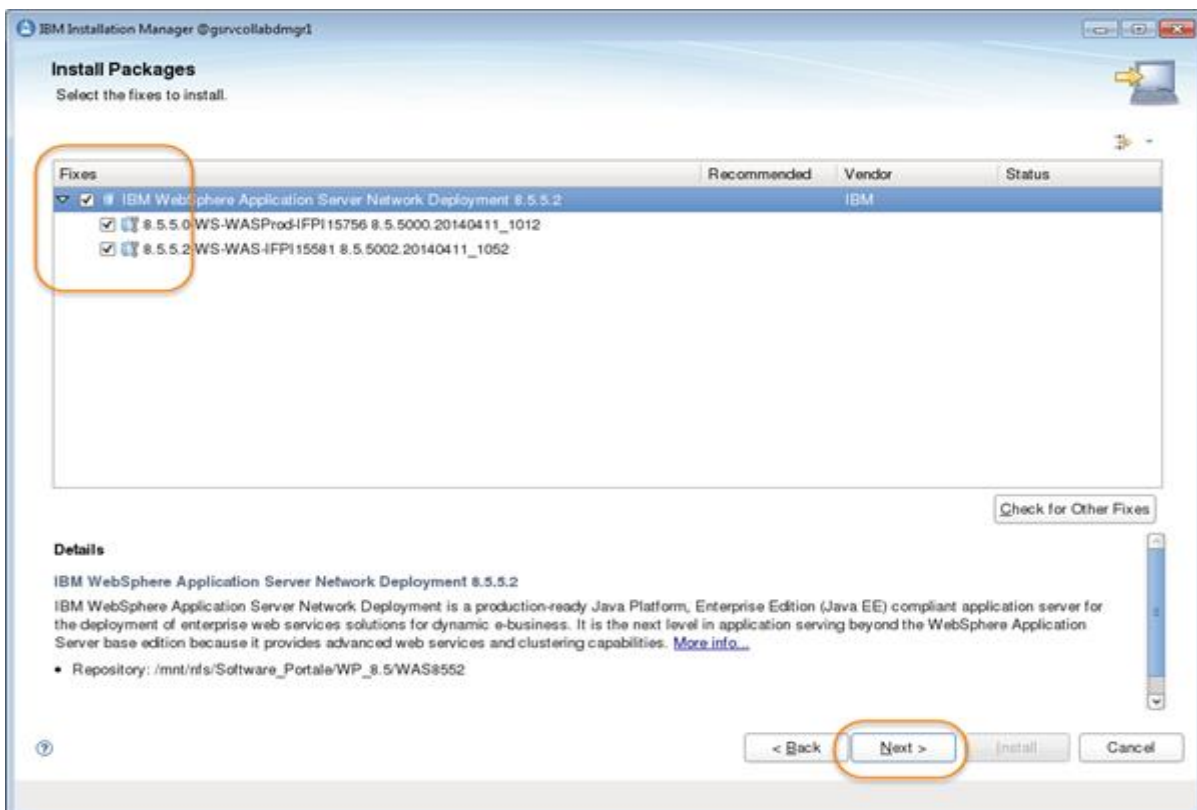 IBM Installation Manager @gsrvcollabdmgr1
Install Packages
Select the fixes to install.
Fixes Recommended Vendor Status
IBM WebSphere Application Server Network Deployment 8.5.5.2 IBM
8.5.5.0-WS-WASProd-IFPI15756 8.5.5000.20140411_1012
8.5.5.2-WS-WAS-IFPI15581 8.5.5002.20140411_1052
Check for Other Fixes
Details
IBM WebSphere Application Server Network Deployment 8.5.5.2
IBM WebSphere Application Server Network Deployment is a production-ready Java Platform, Enterprise Edition (Java EE) compliant application server for
the deployment of enterprise web services solutions for dynamic e-business. It is the next level in application serving beyond the WebSphere Application
Server base edition because it provides advanced web services and clustering capabilities. More info...
• Repository: /mnt/nfs/Software_Portale/WP_8.5/WAS8552
? < Back Next > Install Cancel